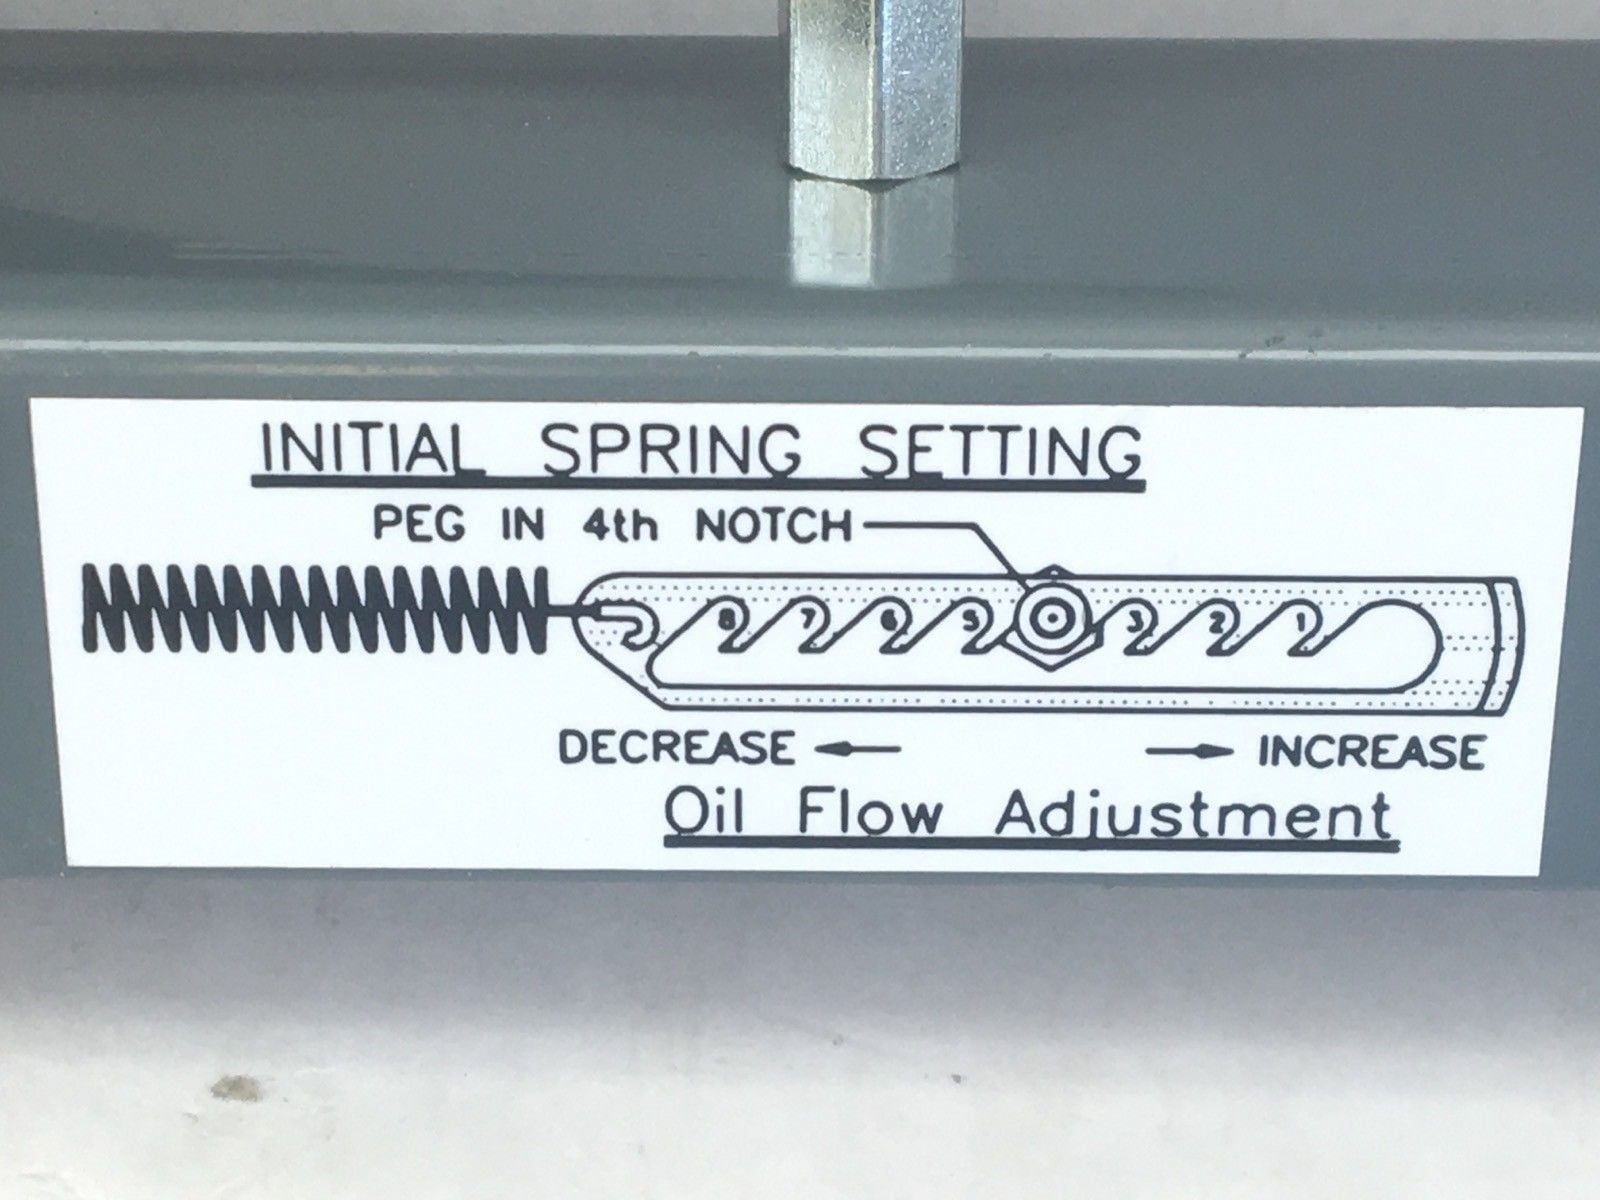 INITIAL SPRING SETTING
PEG IN 4th NOTCH
8 7 6 5 3 2 1
DECREASE INCREASE
Oil Flow Adjustment